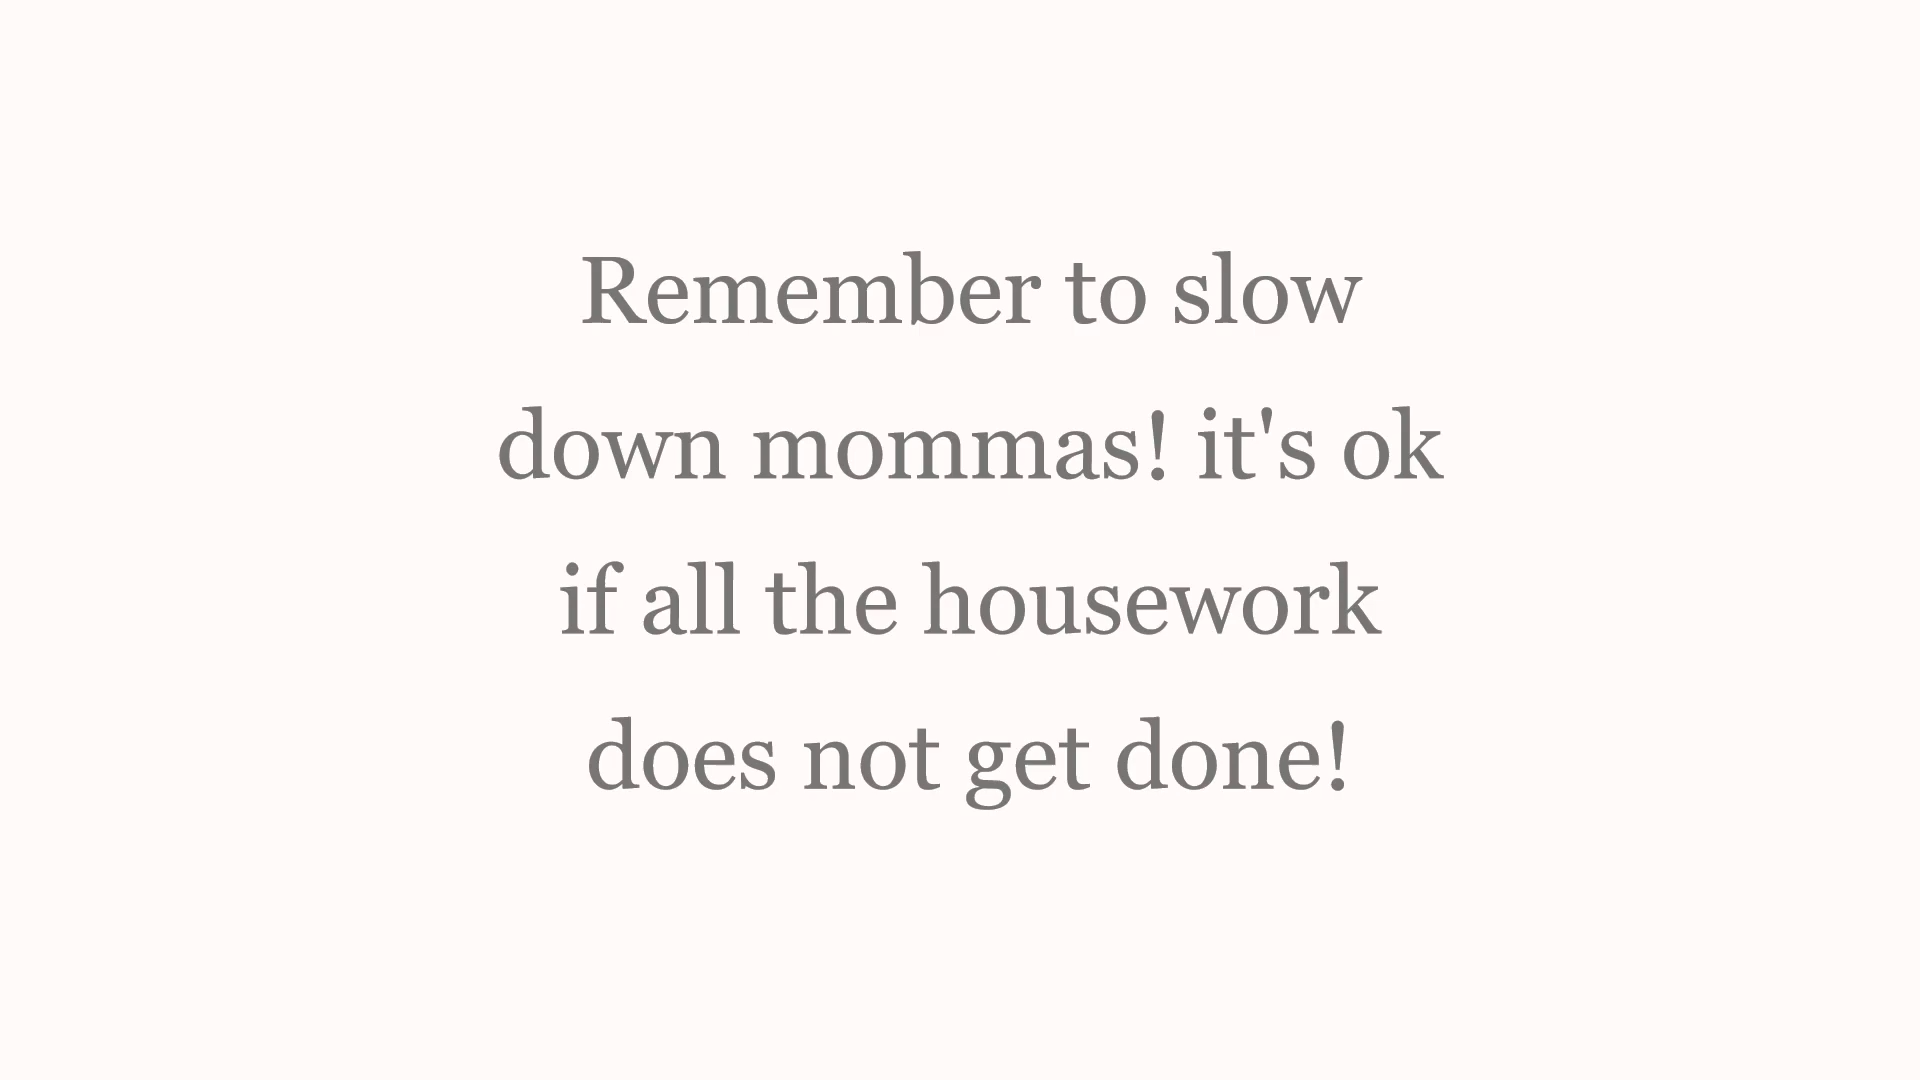 Remember to slow
down mommas! it's ok
if all the housework
does not get done!